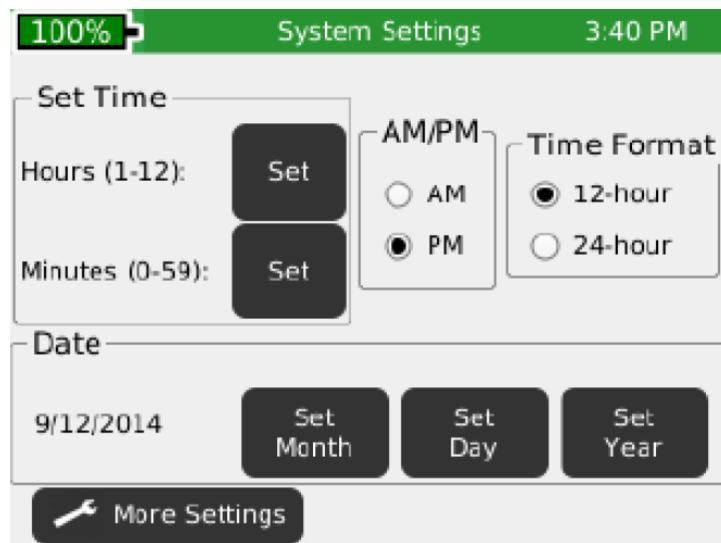 100% System Settings 3:40 PM
Set Time
AM/PM
Time Format
Hours (1-12): Set
AM
12-hour
PM
24-hour
Minutes (0-59): Set
Date
9/12/2014
Set Month
Set Day
Set Year
More Settings